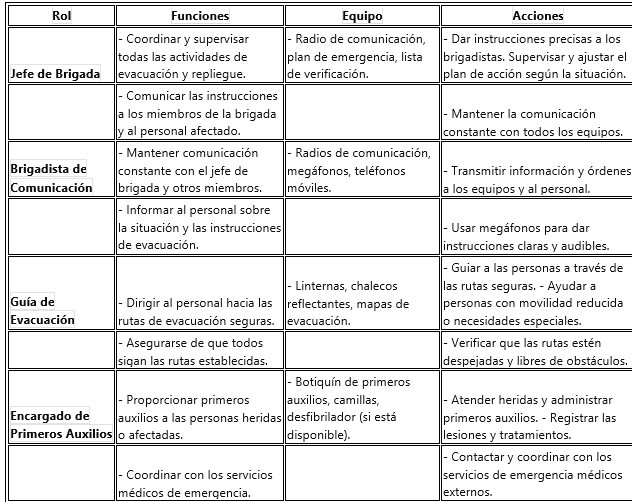 Rol Funciones Equipo Acciones
Jefe de Brigada
- Coordinar y supervisar
todas las actividades de
evacuación y repliegue.
- Radio de comunicación,
plan de emergencia, lista
de verificación.
- Dar instrucciones precisas a los
brigadistas. Supervisar y ajustar el
plan de acción según la situación.
- Comunicar las instrucciones
a los miembros de la brigada
y al personal afectado.
- Mantener la comunicación
constante con todos los equipos.
Brigadista de
Comunicación
- Mantener comunicación
constante con el jefe de
brigada y otros miembros.
- Radios de comunicación,
megáfonos, teléfonos
móviles.
- Transmitir información y órdenes
a los equipos y al personal.
- Informar al personal sobre
la situación y las instrucciones
de evacuación.
- Usar megáfonos para dar
instrucciones claras y audibles.
Guía de
Evacuación
- Dirigir al personal hacia las
rutas de evacuación seguras.
- Linternas, chalecos
reflectantes, mapas de
evacuación.
- Guiar a las personas a través de
las rutas seguras. - Ayudar a
personas con movilidad reducida
o necesidades especiales.
- Asegurarse de que todos
sigan las rutas establecidas.
- Verificar que las rutas estén
despejadas y libres de obstáculos.
Encargado de
Primeros Auxilios
- Proporcionar primeros
auxilios a las personas heridas
o afectadas.
- Botiquín de primeros
auxilios, camillas,
desfibrilador (si está
disponible).
- Atender heridas y administrar
primeros auxilios. - Registrar las
lesiones y tratamientos.
- Coordinar con los servicios
médicos de emergencia.
- Contactar y coordinar con los
servicios de emergencia médicos
externos.